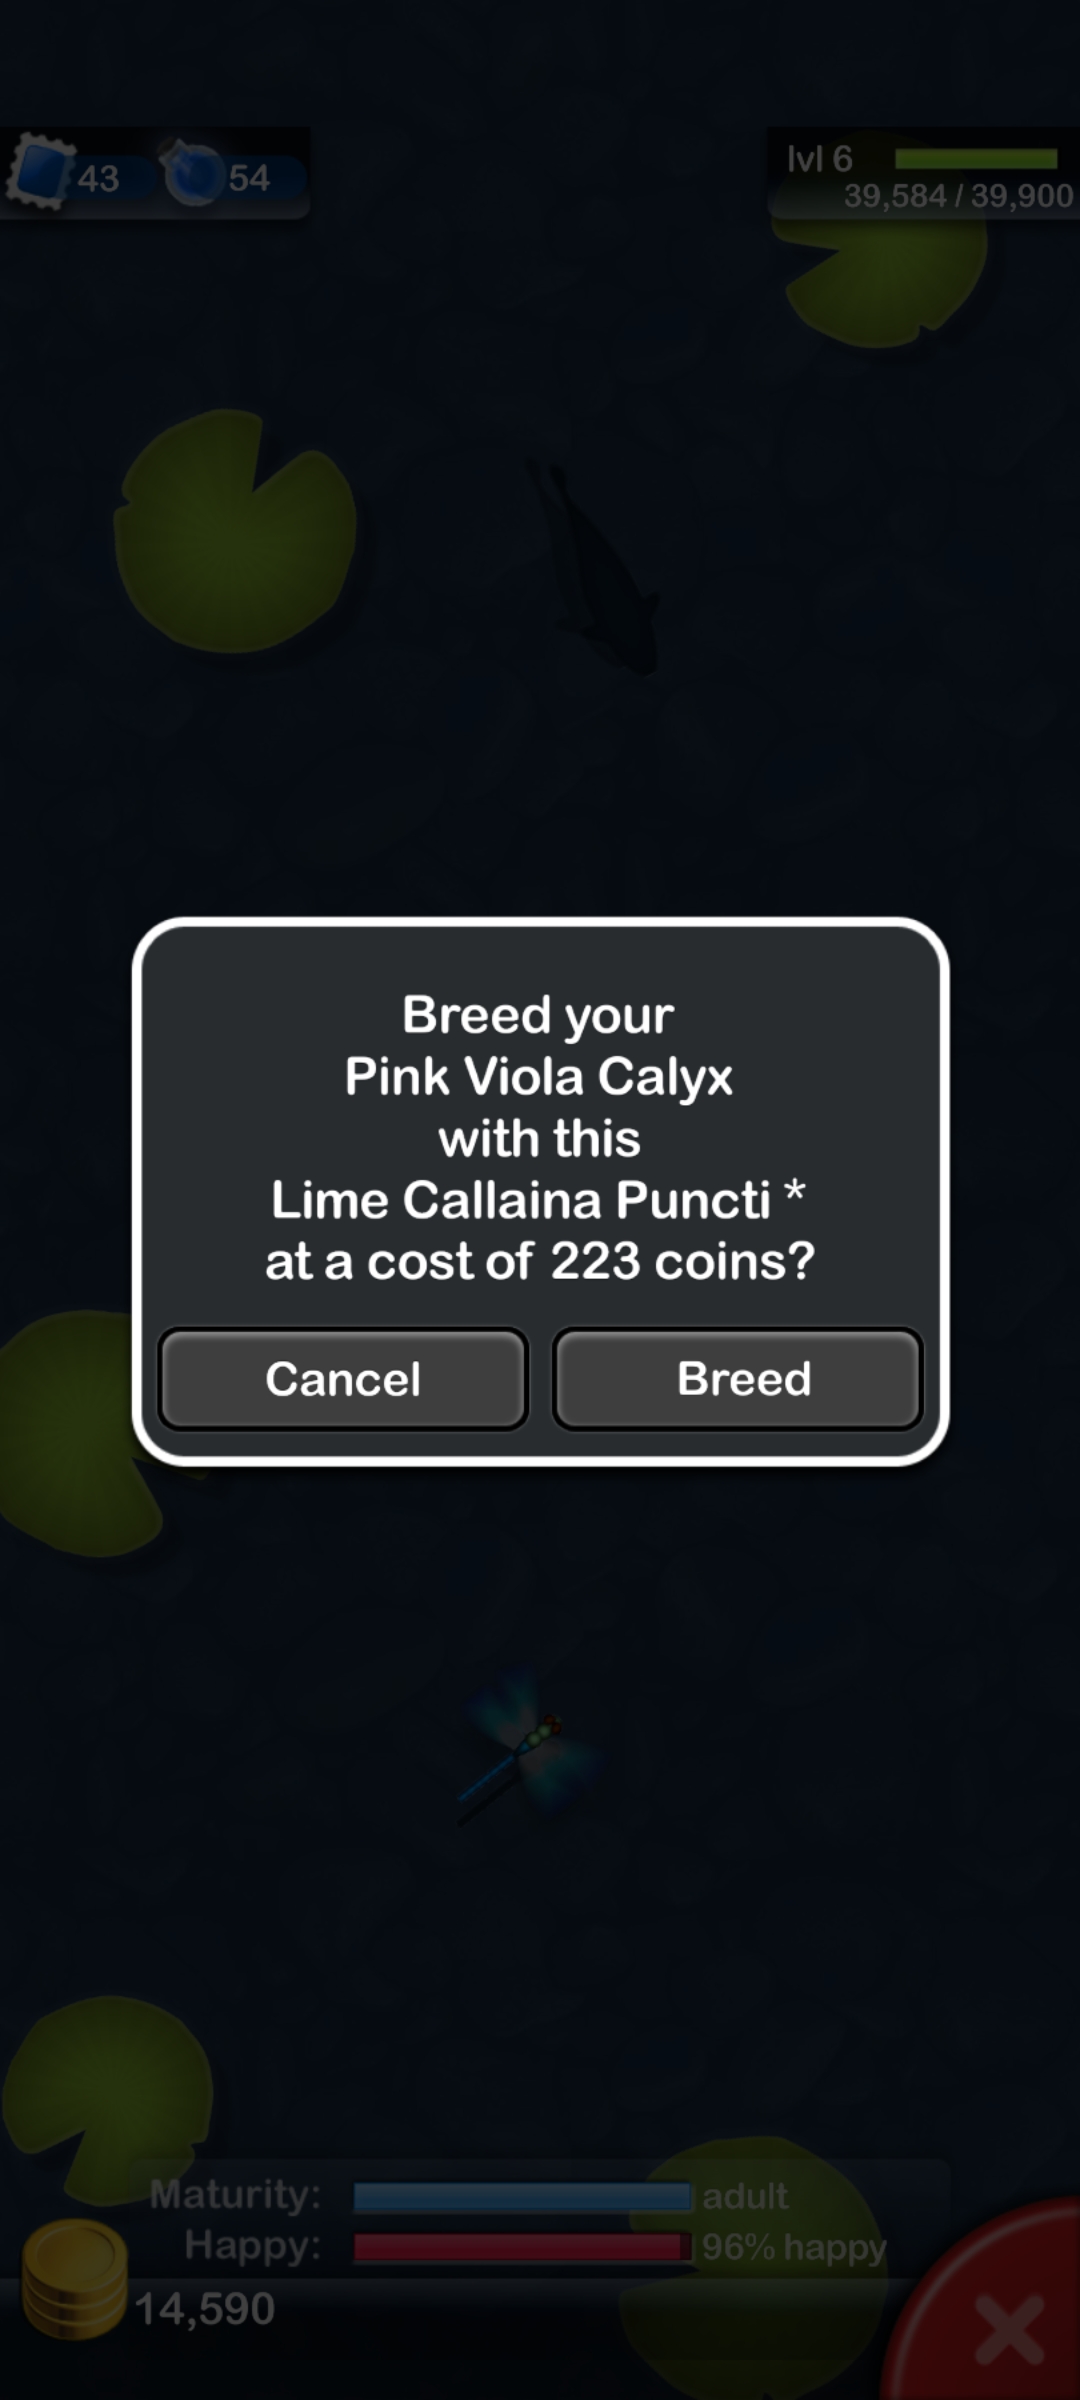 43
54
lvl 6
39,584 / 39,900
Breed your
Pink Viola Calyx
with this
Lime Callaina Puncti *
at a cost of 223 coins?
Cancel
Breed
Maturity:
adult
Happy:
96% happy
14,590